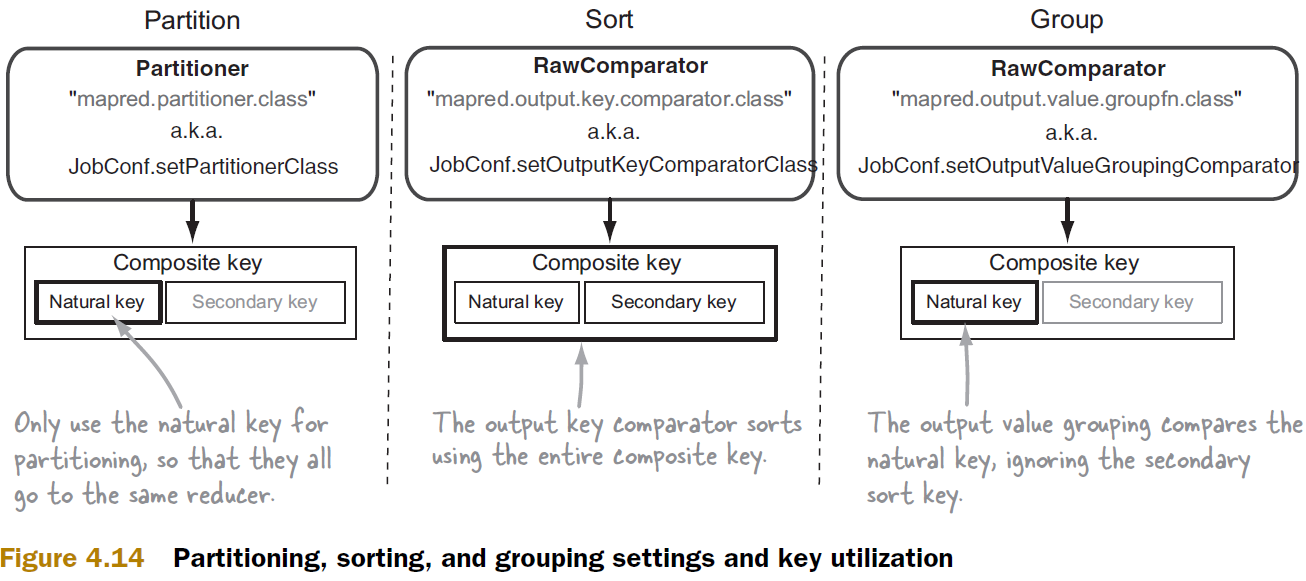 Partition
Partitioner
"mapred.partitioner.class"
a.k.a.
JobConf.setPartitionerClass
Composite key
Natural key
Secondary key
Only use the natural key for
partitioning, so that they all
go to the same reducer.
Sort
RawComparator
"mapred.output.key.comparator.class"
a.k.a.
JobConf.setOutputKeyComparatorClass
Composite key
Natural key
Secondary key
The output key comparator sorts
using the entire composite key.
Group
RawComparator
"mapred.output.value.groupfn.class"
a.k.a.
JobConf.setOutputValueGroupingComparator
Composite key
Natural key
Secondary key
The output value grouping compares the
natural key, ignoring the secondary
sort key.
Figure 4.14 Partitioning, sorting, and grouping settings and key utilization